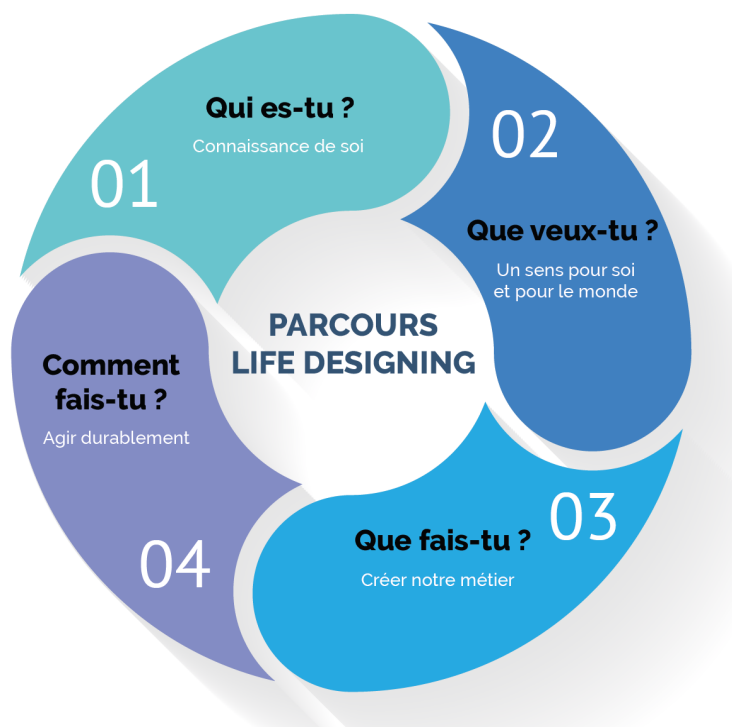 01
Qui es-tu ?
Connaissance de soi
02
Que veux-tu ?
Un sens pour soi
et pour le monde
PARCOURS
LIFE DESIGNING
03
Que fais-tu ?
Créer notre métier
Comment
fais-tu ?
Agir durablement
04